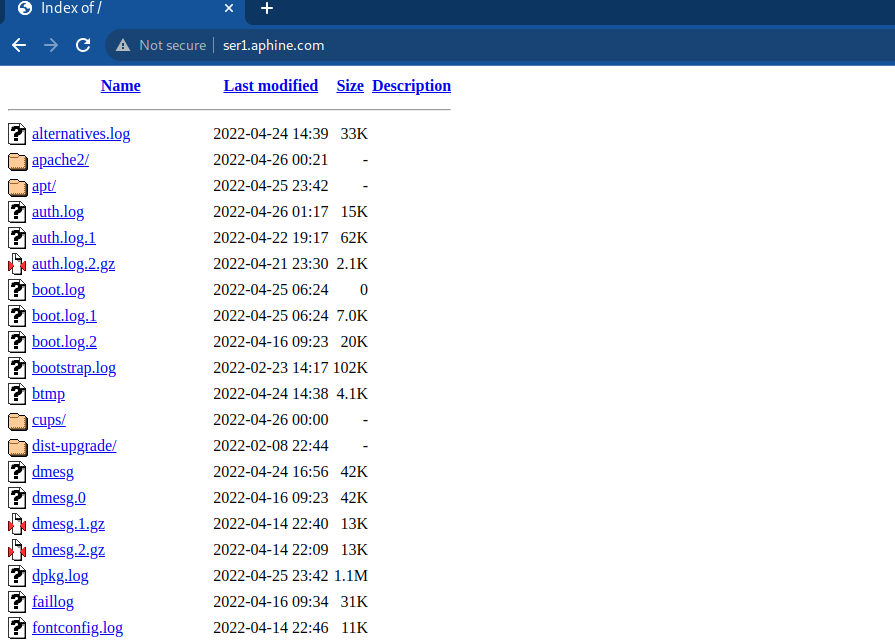 Index of /
Not secure ser1.aphine.com
Name Last modified Size Description
alternatives.log 2022-04-24 14:39 33K
apache2/ 2022-04-26 00:21 -
apt/ 2022-04-25 23:42 -
auth.log 2022-04-26 01:17 15K
auth.log.1 2022-04-22 19:17 62K
auth.log.2.gz 2022-04-21 23:30 2.1K
boot.log 2022-04-25 06:24 0
boot.log.1 2022-04-25 06:24 7.0K
boot.log.2 2022-04-16 09:23 20K
bootstrap.log 2022-02-23 14:17 102K
btmp 2022-04-24 14:38 4.1K
cups/ 2022-04-26 00:00 -
dist-upgrade/ 2022-02-08 22:44 -
dmesg 2022-04-24 16:56 42K
dmesg.0 2022-04-16 09:23 42K
dmesg.1.gz 2022-04-14 22:40 13K
dmesg.2.gz 2022-04-14 22:09 13K
dpkg.log 2022-04-25 23:42 1.1M
faillog 2022-04-16 09:34 31K
fontconfig.log 2022-04-14 22:46 11K